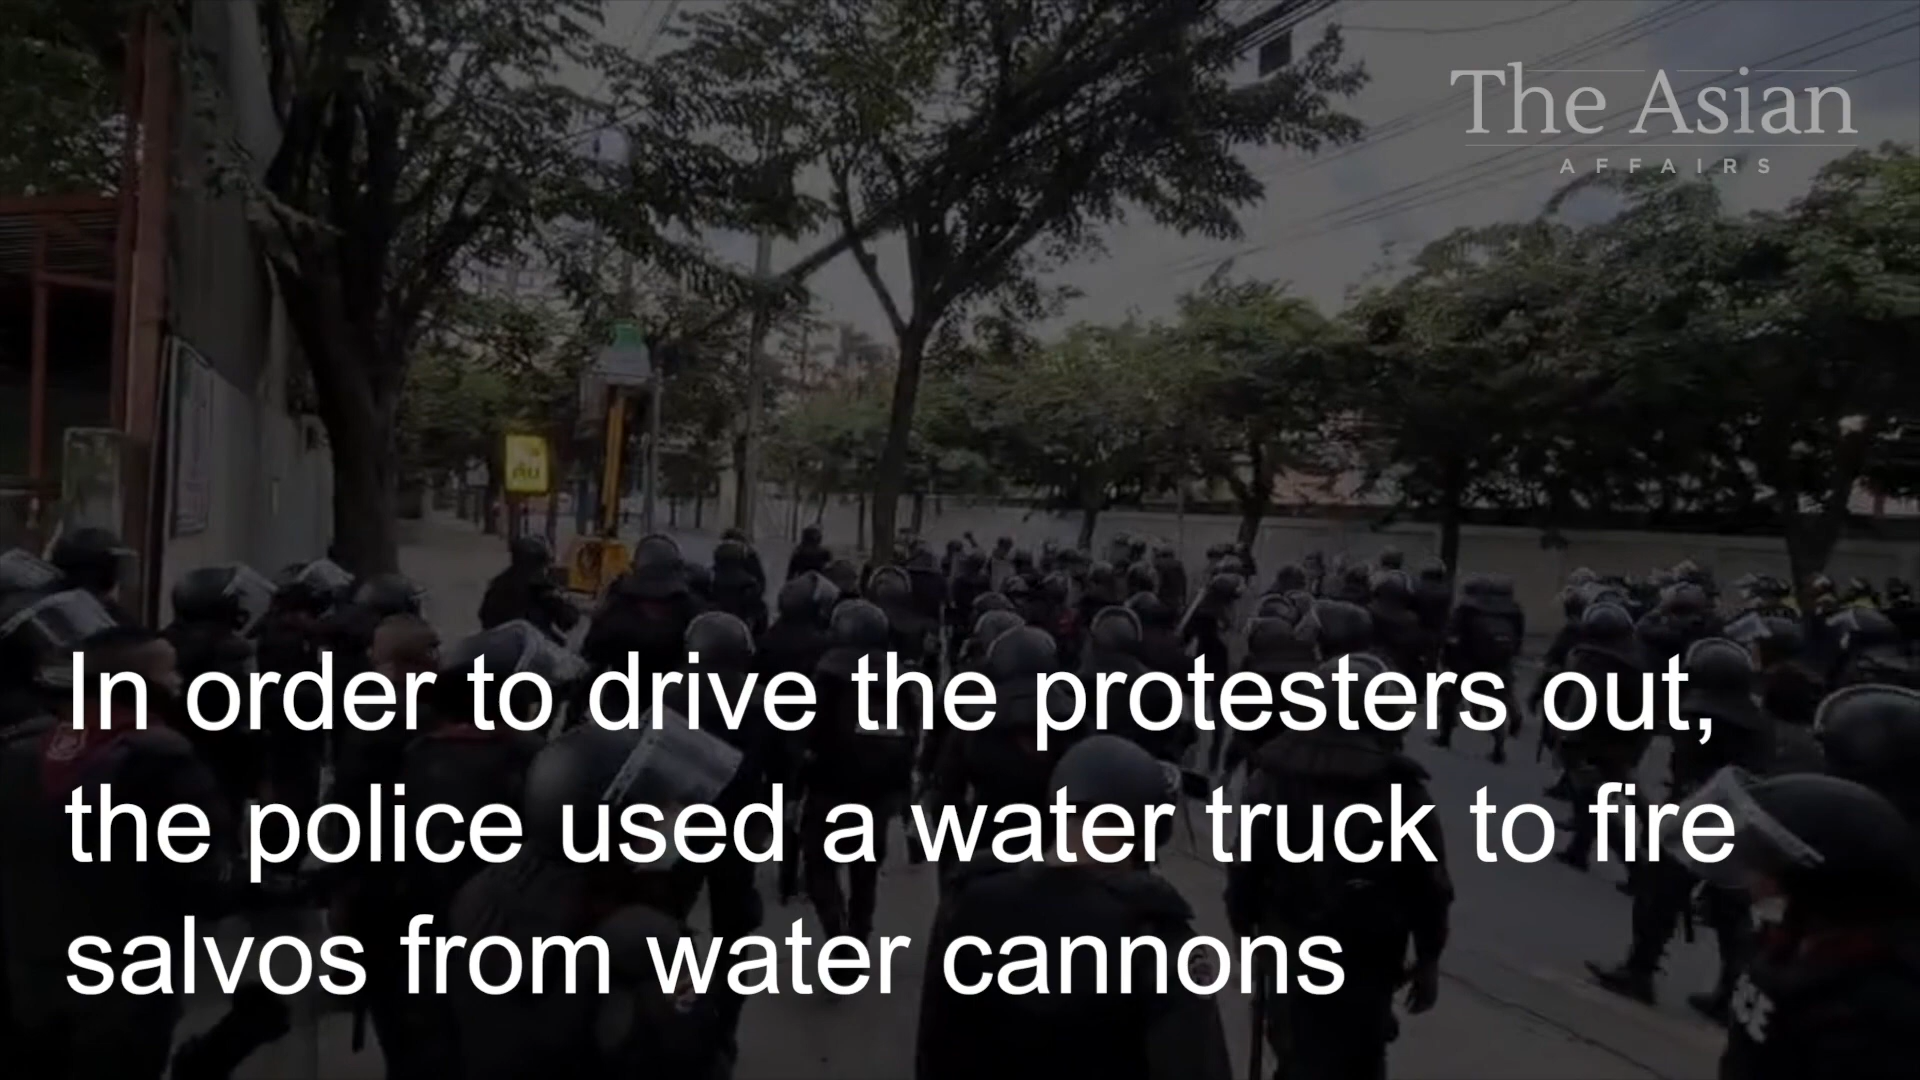 The Asian
AFFAIRS
In order to drive the protesters out,
the police used a water truck to fire
salvos from water cannons